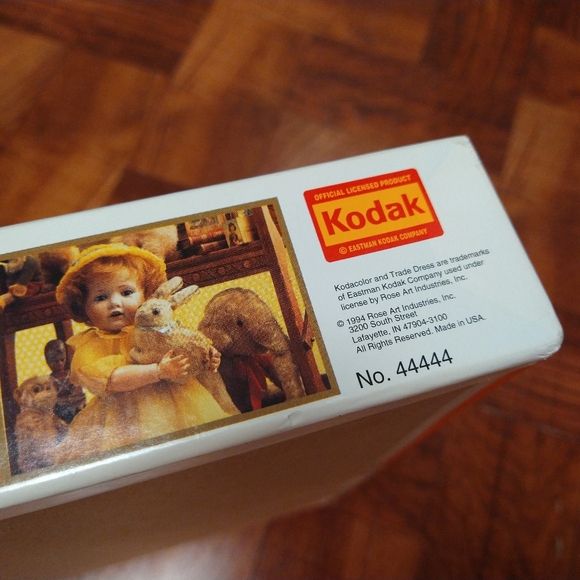 OFFICIAL LICENSED PRODUCT
Kodak
© EASTMAN KODAK COMPANY
Kodacolor and Trade Dress are trademarks
of Eastman Kodak Company used under
license by Rose Art Industries, Inc.
© 1994 Rose Art Industries, Inc.
3200 South Street
Lafayette, IN 47904-3100
All Rights Reserved. Made in USA.
No. 44444